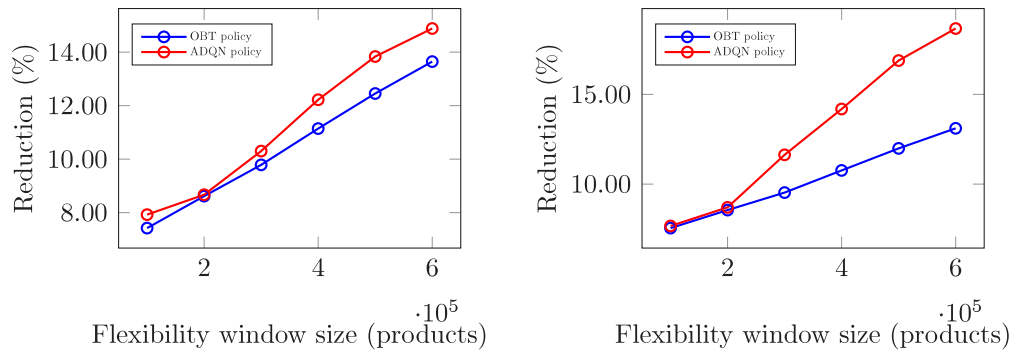 Reduction (%)
14.00
12.00
10.00
8.00
OBT policy
ADQN policy
2
4
6
·10^5
Flexibility window size (products)
Reduction (%)
15.00
10.00
OBT policy
ADQN policy
2
4
6
·10^5
Flexibility window size (products)